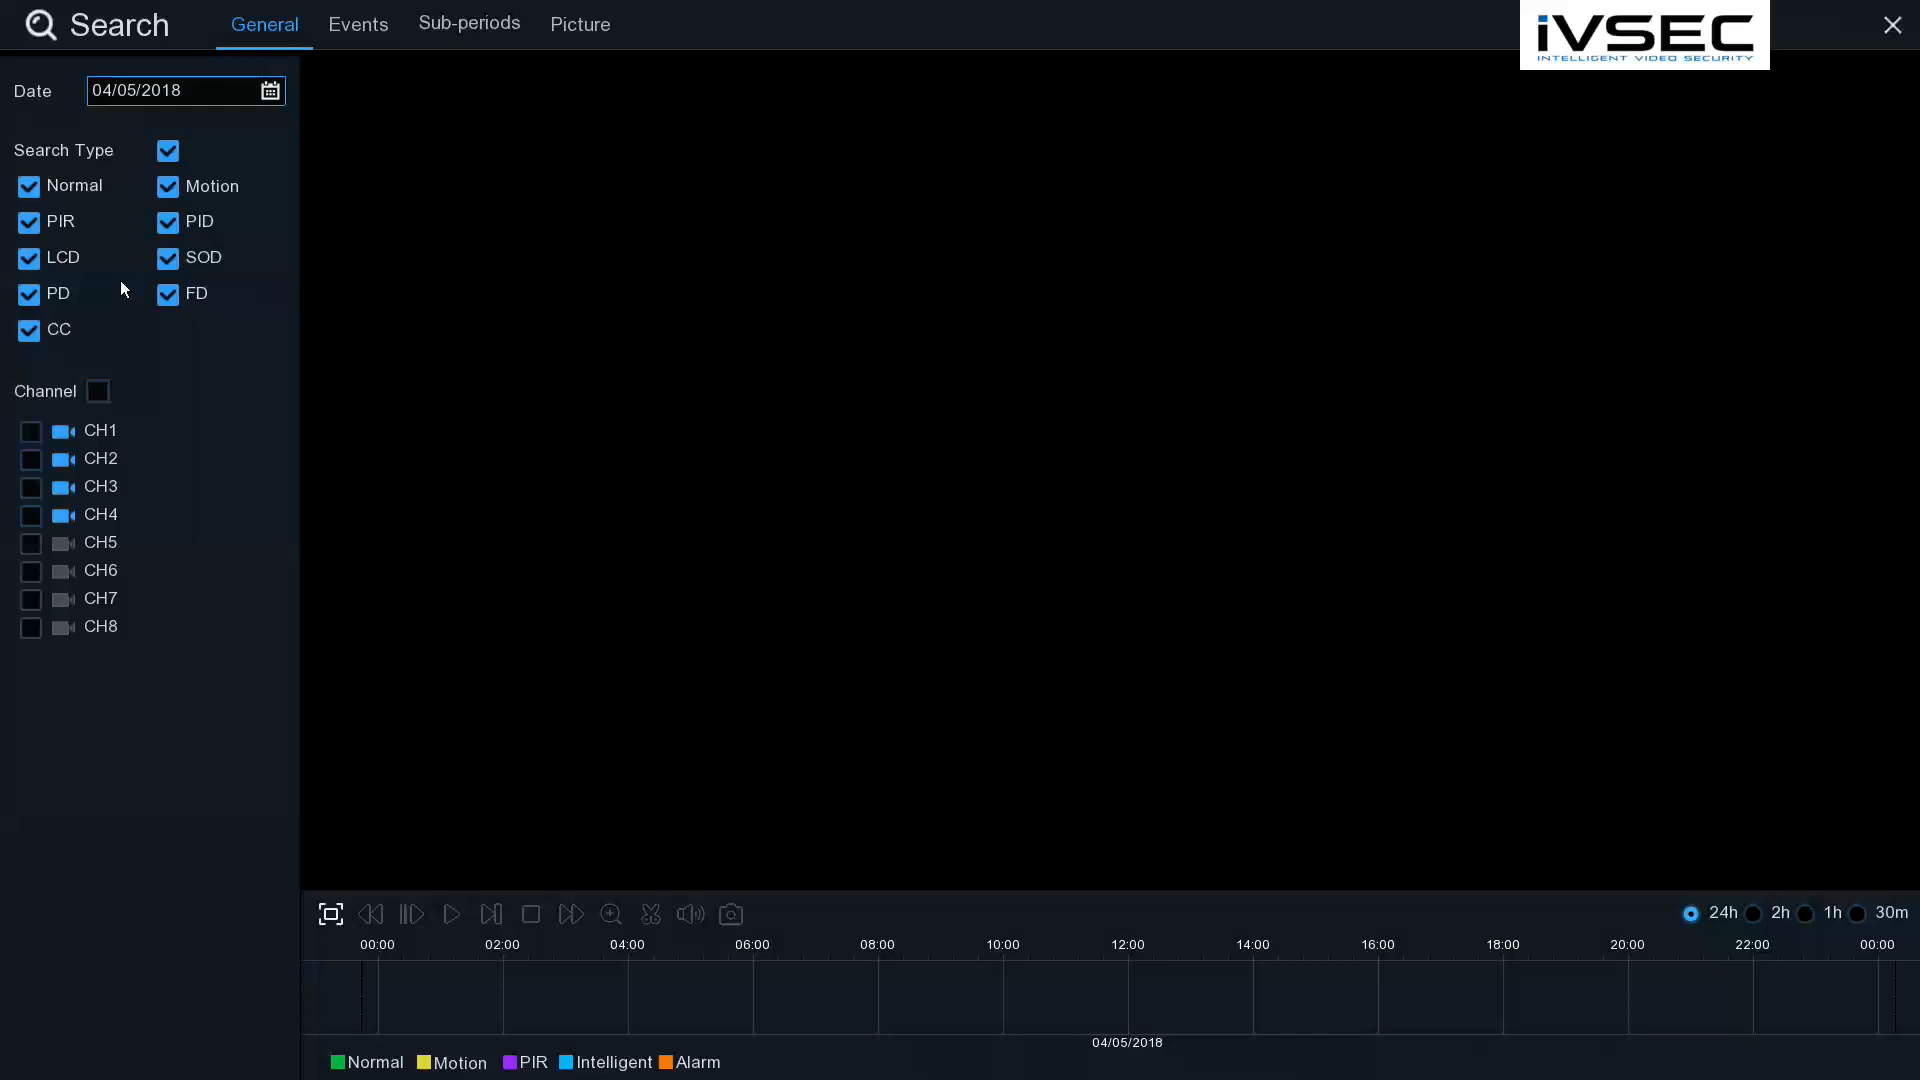 Search
General
Events
Sub-periods
Picture
iVSEC
INTELLIGENT VIDEO SECURITY
Date
04/05/2018
Search Type
Normal
Motion
PIR
PID
LCD
SOD
PD
FD
CC
Channel
CH1
CH2
CH3
CH4
CH5
CH6
CH7
CH8
24h
2h
1h
30m
00:00
02:00
04:00
06:00
08:00
10:00
12:00
14:00
16:00
18:00
20:00
22:00
00:00
04/05/2018
Normal
Motion
PIR
Intelligent
Alarm